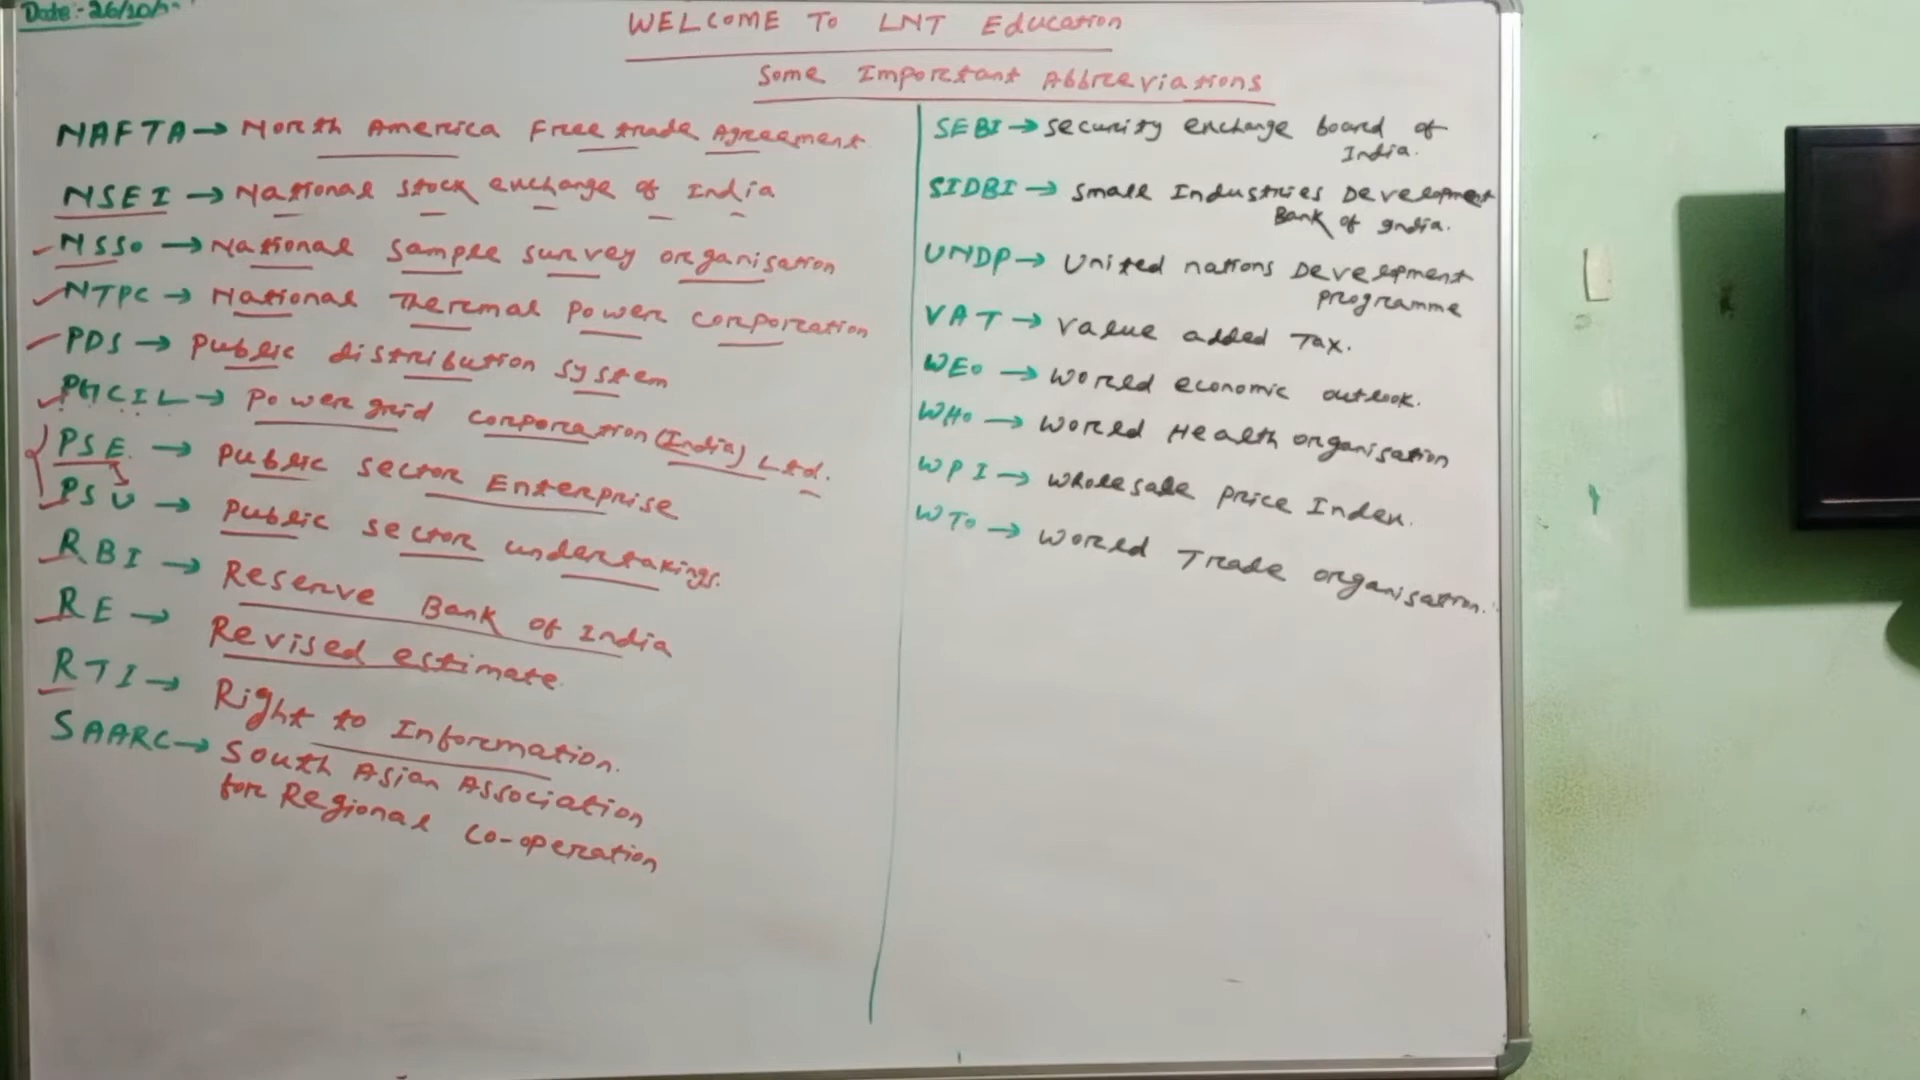 Date:- 26/10/
WELCOME TO LNT Education
Some Important Abbreviations
NAFTA → North America Free trade Agreement
NSEI → National stock exchange of India
NSSO → National sample survey organisation
NTPC → National Thermal Power corporation
PDS → Public distribution system
PGCIL → Power grid corporation (India) Ltd.
PSE → Public sector Enterprise
PSU → Public sector undertakings.
RBI → Reserve Bank of India
RE → Revised estimate.
RTI → Right to Information.
SAARC → South Asian Association
for Regional Co-operation
SEBI → Security exchange board of
India.
SIDBI → Small Industries Development
Bank of India.
UNDP → United nations Development
Programme
VAT → Value added Tax.
WEO → World economic outlook.
WHO → World Health organisation
WPI → Wholesale price Index.
WTO → World Trade organisation.